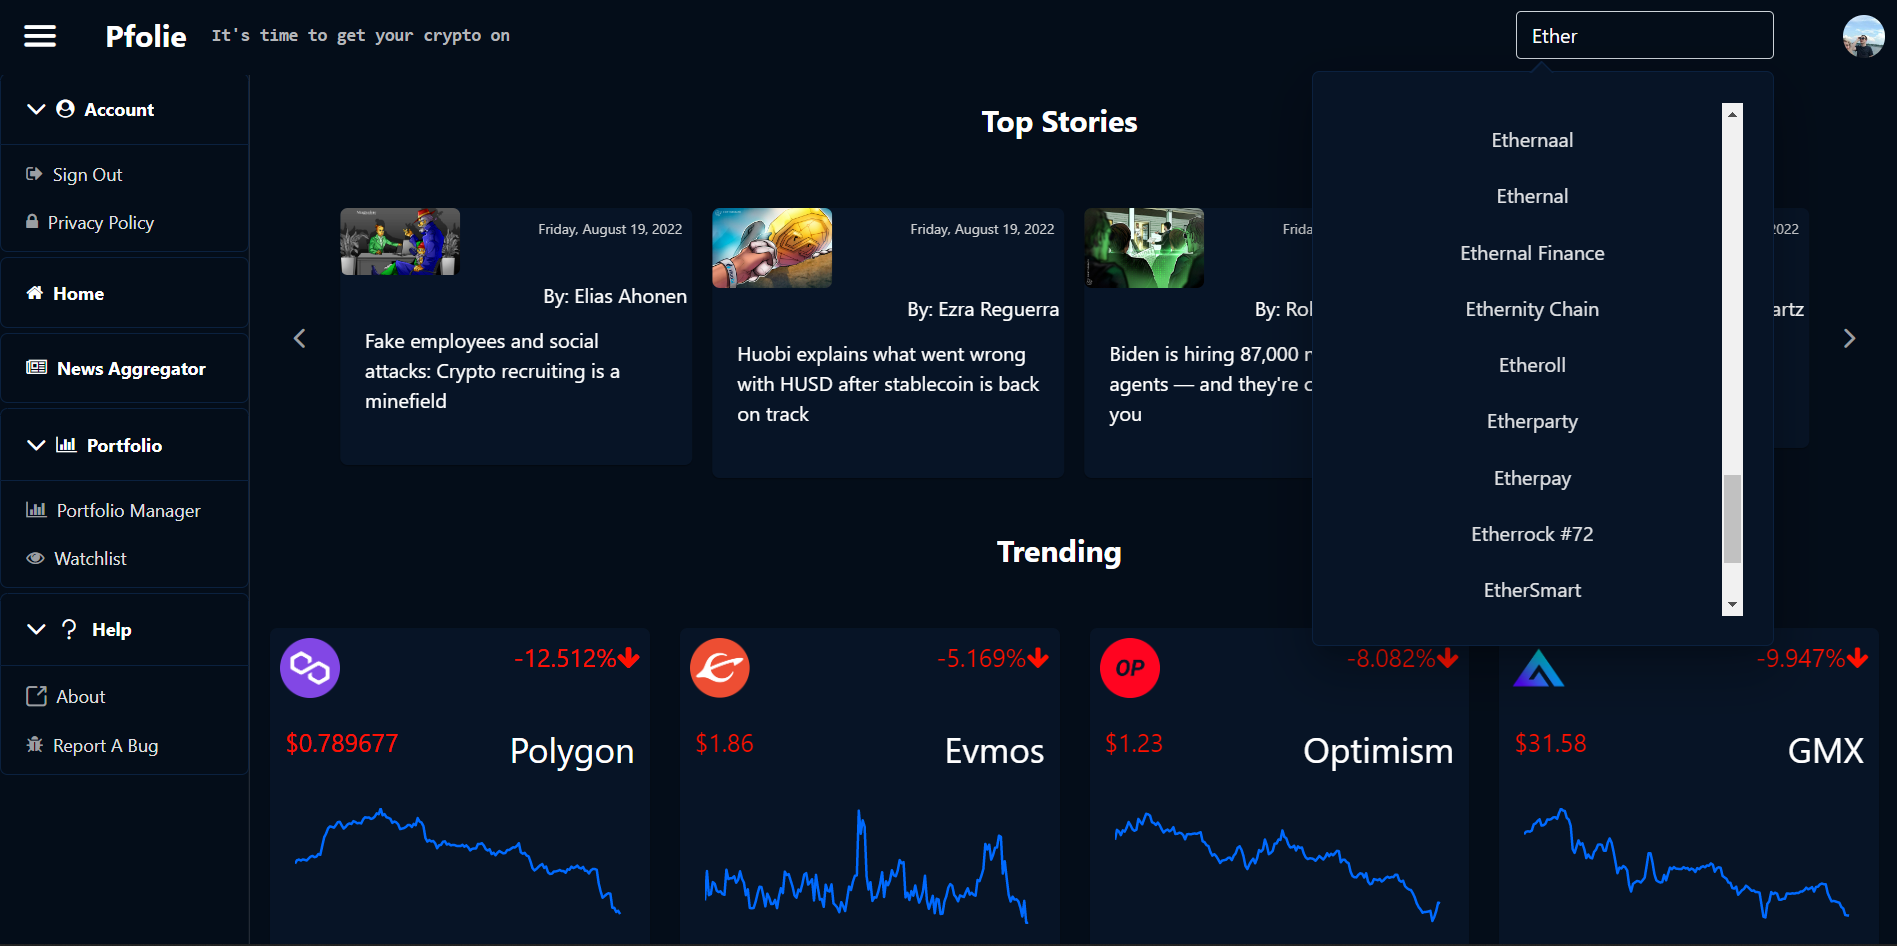 Pfolie
It's time to get your crypto on
Ether
Account
Sign Out
Privacy Policy
Home
News Aggregator
Portfolio
Portfolio Manager
Watchlist
Help
About
Report A Bug
Top Stories
Friday, August 19, 2022
By: Elias Ahonen
Fake employees and social
attacks: Crypto recruiting is a
minefield
Friday, August 19, 2022
By: Ezra Reguerra
Huobi explains what went wrong
with HUSD after stablecoin is back
on track
Frida
By: Rol
Biden is hiring 87,000
agents — and they're
you
2022
artz
Ethernaal
Ethernal
Ethernal Finance
Ethernity Chain
Etheroll
Etherparty
Etherpay
Etherrock #72
EtherSmart
Trending
-12.512%
$0.789677
Polygon
-5.169%
$1.86
Evmos
-8.082%
OP
$1.23
Optimism
-9.947%
$31.58
GMX